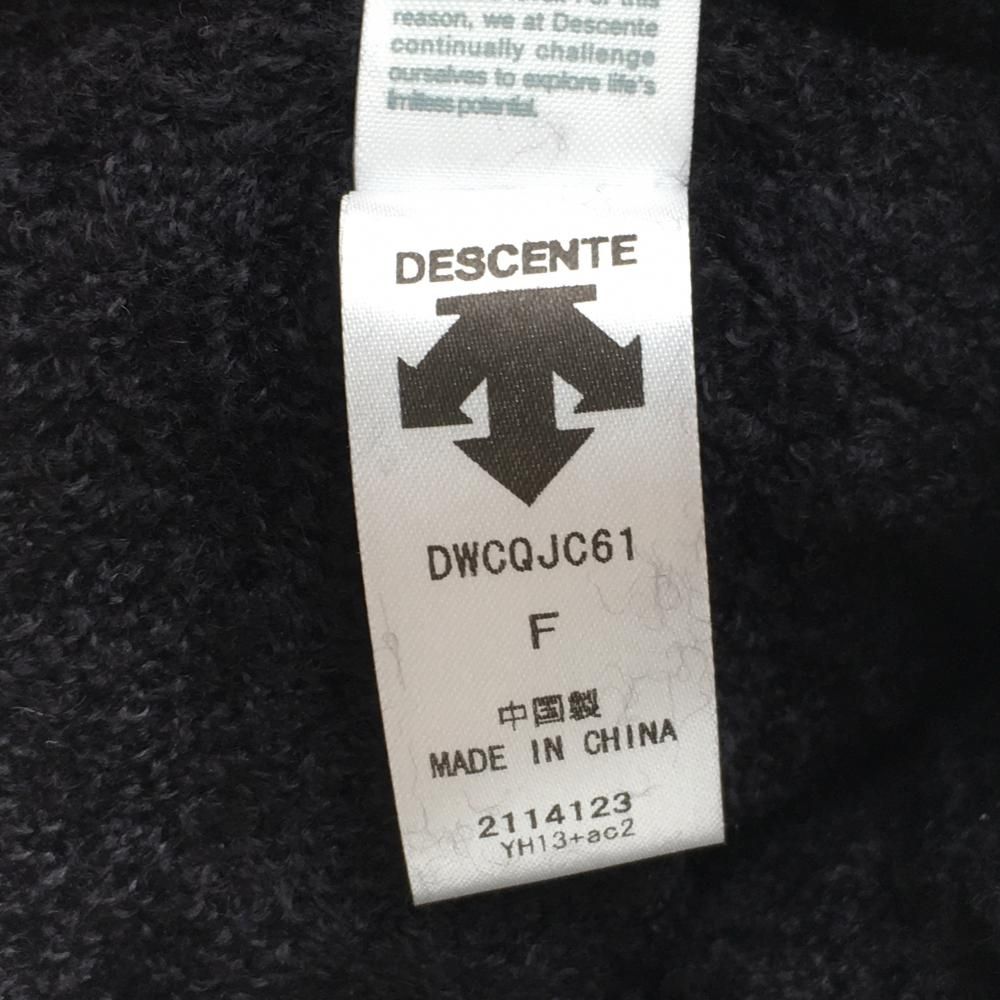 reason, we at Descente
continually challenge
ourselves to explore life's
limitless potential.
DESCENTE
DWCQJC61
F
中国製
MADE IN CHINA
2114123
YH13+ac2